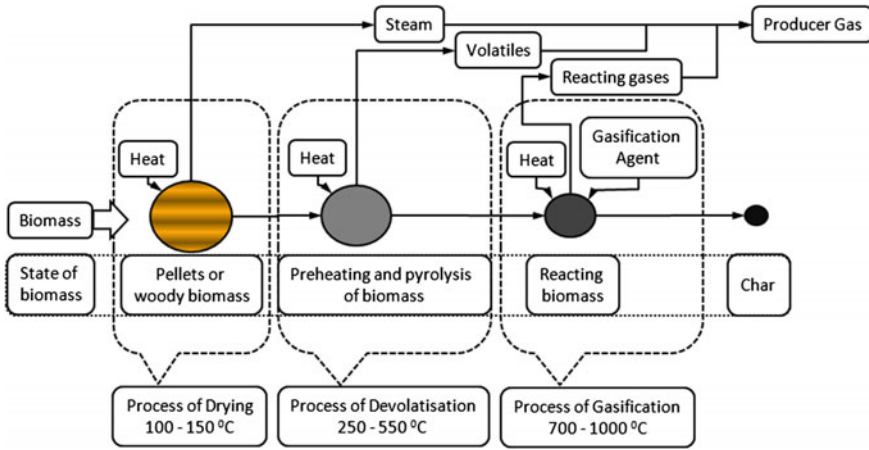 Steam
Producer Gas
Volatiles
Reacting gases
Heat
Heat
Heat
Gasification
Agent
Biomass
State of
biomass
Pellets or
woody biomass
Preheating and pyrolysis
of biomass
Reacting
biomass
Char
Process of Drying
100 - 150 ⁰C
Process of Devolatisation
250 - 550 ⁰C
Process of Gasification
700 - 1000 ⁰C